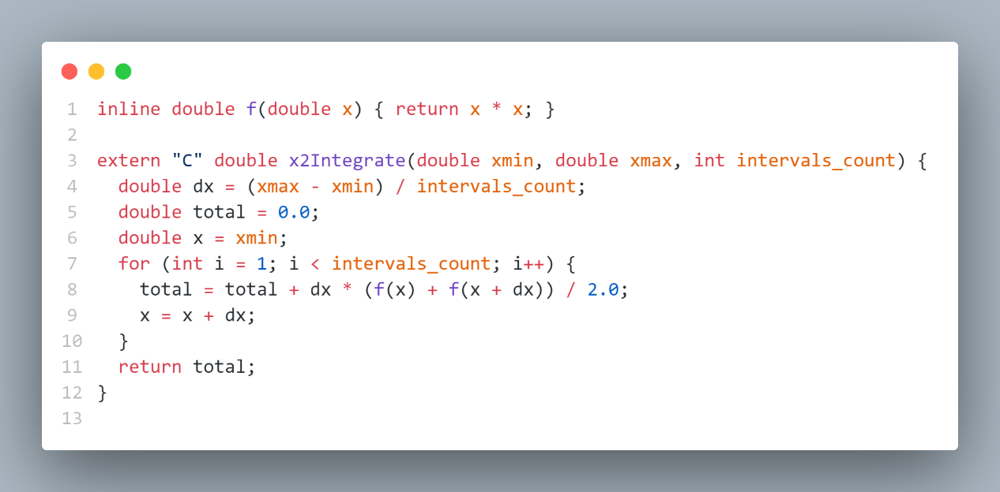 1 inline double f(double x) { return x * x; }
2
3 extern "C" double x2Integrate(double xmin, double xmax, int intervals_count) {
4   double dx = (xmax - xmin) / intervals_count;
5   double total = 0.0;
6   double x = xmin;
7   for (int i = 1; i < intervals_count; i++) {
8     total = total + dx * (f(x) + f(x + dx)) / 2.0;
9     x = x + dx;
10   }
11   return total;
12 }
13